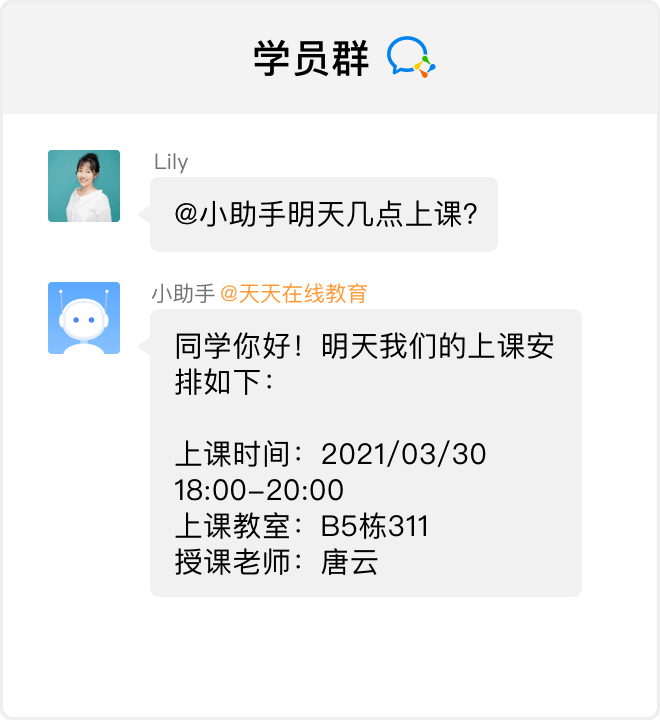 学员群
Lily
@小助手明天几点上课?
小助手 @天天在线教育
同学你好！明天我们的上课安
排如下：
上课时间：2021/03/30
18:00-20:00
上课教室：B5栋311
授课老师：唐云